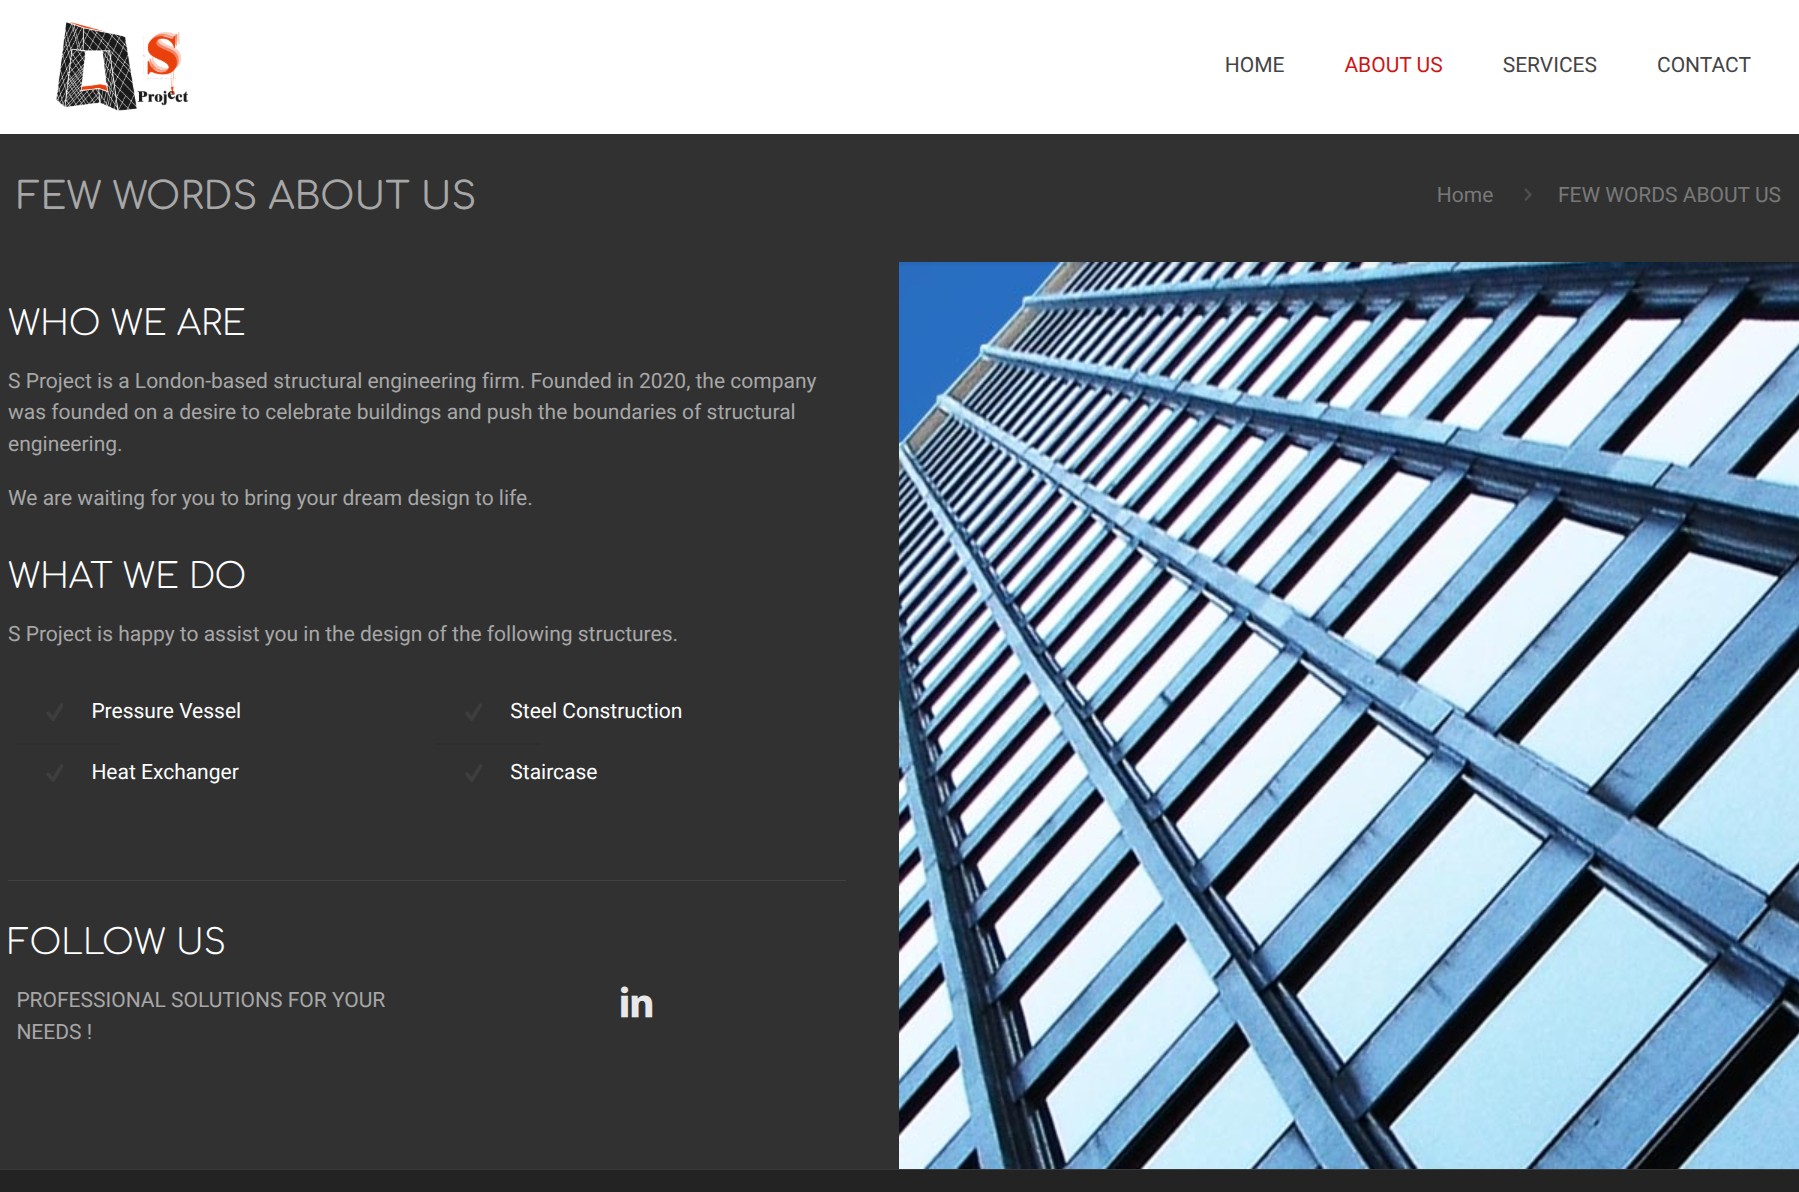 S
Project
HOME
ABOUT US
SERVICES
CONTACT
FEW WORDS ABOUT US
Home
FEW WORDS ABOUT US
WHO WE ARE
S Project is a London-based structural engineering firm. Founded in 2020, the company
was founded on a desire to celebrate buildings and push the boundaries of structural
engineering.
We are waiting for you to bring your dream design to life.
WHAT WE DO
S Project is happy to assist you in the design of the following structures.
Pressure Vessel
Steel Construction
Heat Exchanger
Staircase
FOLLOW US
PROFESSIONAL SOLUTIONS FOR YOUR
NEEDS !
in